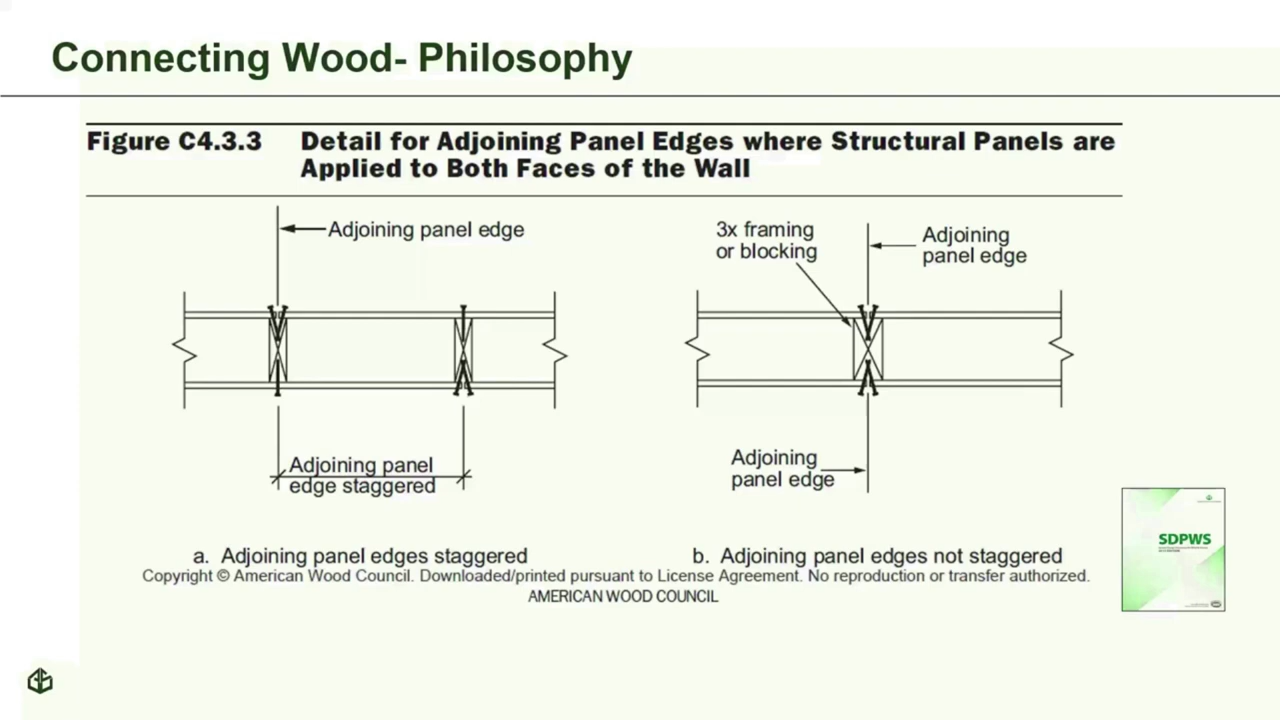 Connecting Wood- Philosophy
Figure C4.3.3 Detail for Adjoining Panel Edges where Structural Panels are
Applied to Both Faces of the Wall
Adjoining panel edge
3x framing
or blocking
Adjoining
panel edge
Adjoining panel
edge staggered
Adjoining
panel edge
a. Adjoining panel edges staggered
b. Adjoining panel edges not staggered
Copyright © American Wood Council. Downloaded/printed pursuant to License Agreement. No reproduction or transfer authorized.
AMERICAN WOOD COUNCIL
SDPWS